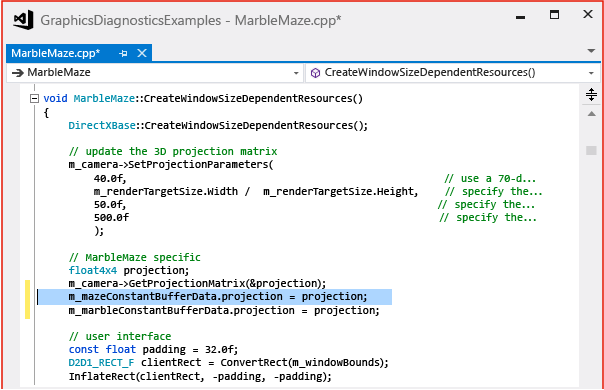 GraphicsDiagnosticsExamples - MarbleMaze.cpp*
MarbleMaze.cpp*
MarbleMaze
CreateWindowSizeDependentResources()
void MarbleMaze::CreateWindowSizeDependentResources()
{
DirectXBase::CreateWindowSizeDependentResources();
// update the 3D projection matrix
m_camera->SetProjectionParameters(
40.0f, // use a 70-d...
m_renderTargetSize.Width / m_renderTargetSize.Height, // specify the...
50.0f, // specify the...
500.0f // specify the...
);
// MarbleMaze specific
float4x4 projection;
m_camera->GetProjectionMatrix(&projection);
m_mazeConstantBufferData.projection = projection;
m_marbleConstantBufferData.projection = projection;
// user interface
const float padding = 32.0f;
D2D1_RECT_F clientRect = ConvertRect(m_windowBounds);
InflateRect(clientRect, -padding, -padding);